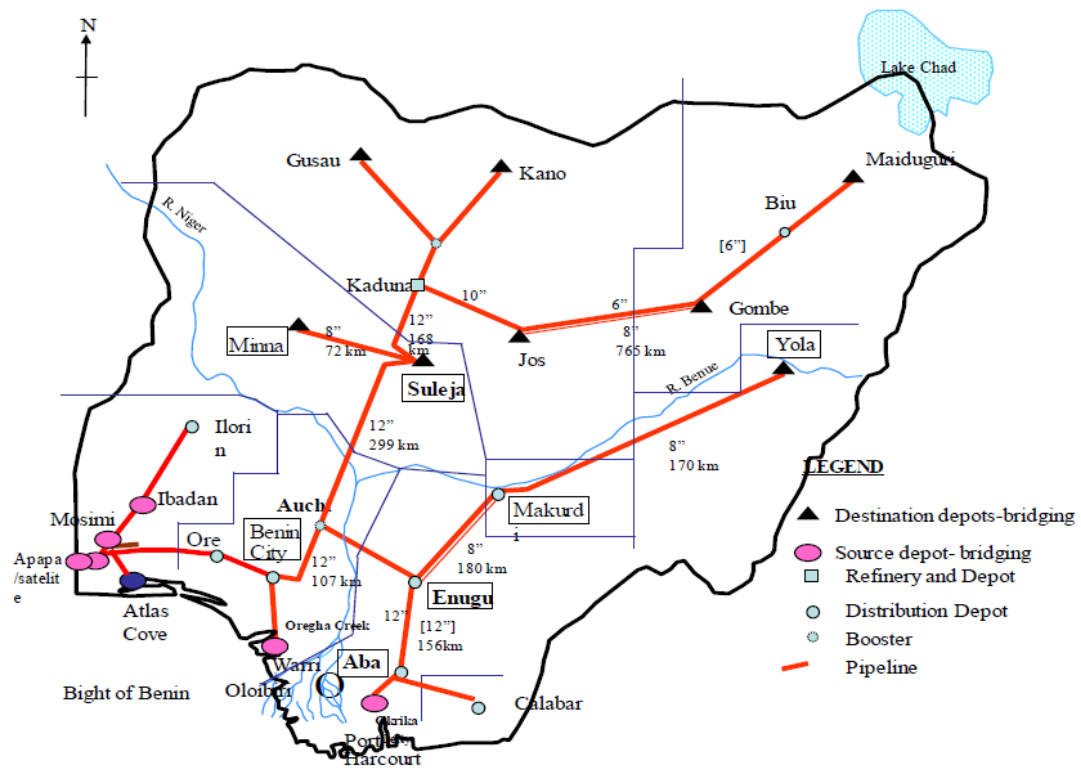 N
Lake Chad
Gusau
Kano
Maiduguri
Biu
R. Niger
[6”]
Kaduna
10”
6”
Gombe
12”
168
km
8”
72 km
Minna
8”
765 km
Jos
Yola
Suleja
R. Benue
12”
299 km
Ilori
n
8”
170 km
LEGEND
Ibadan
Auchi
Makurd
i
Destination depots-bridging
Mosimi
Ore
Benin
City
Source depot- bridging
Apapa
/satelit
e
12”
107 km
8”
180 km
Refinery and Depot
Enugu
Atlas
Cove
Oregha Creek
12”
[12”]
156km
Distribution Depot
Booster
Warri
Aba
Pipeline
Bight of Benin
Oloibiri
Calabar
Port
Harcourt